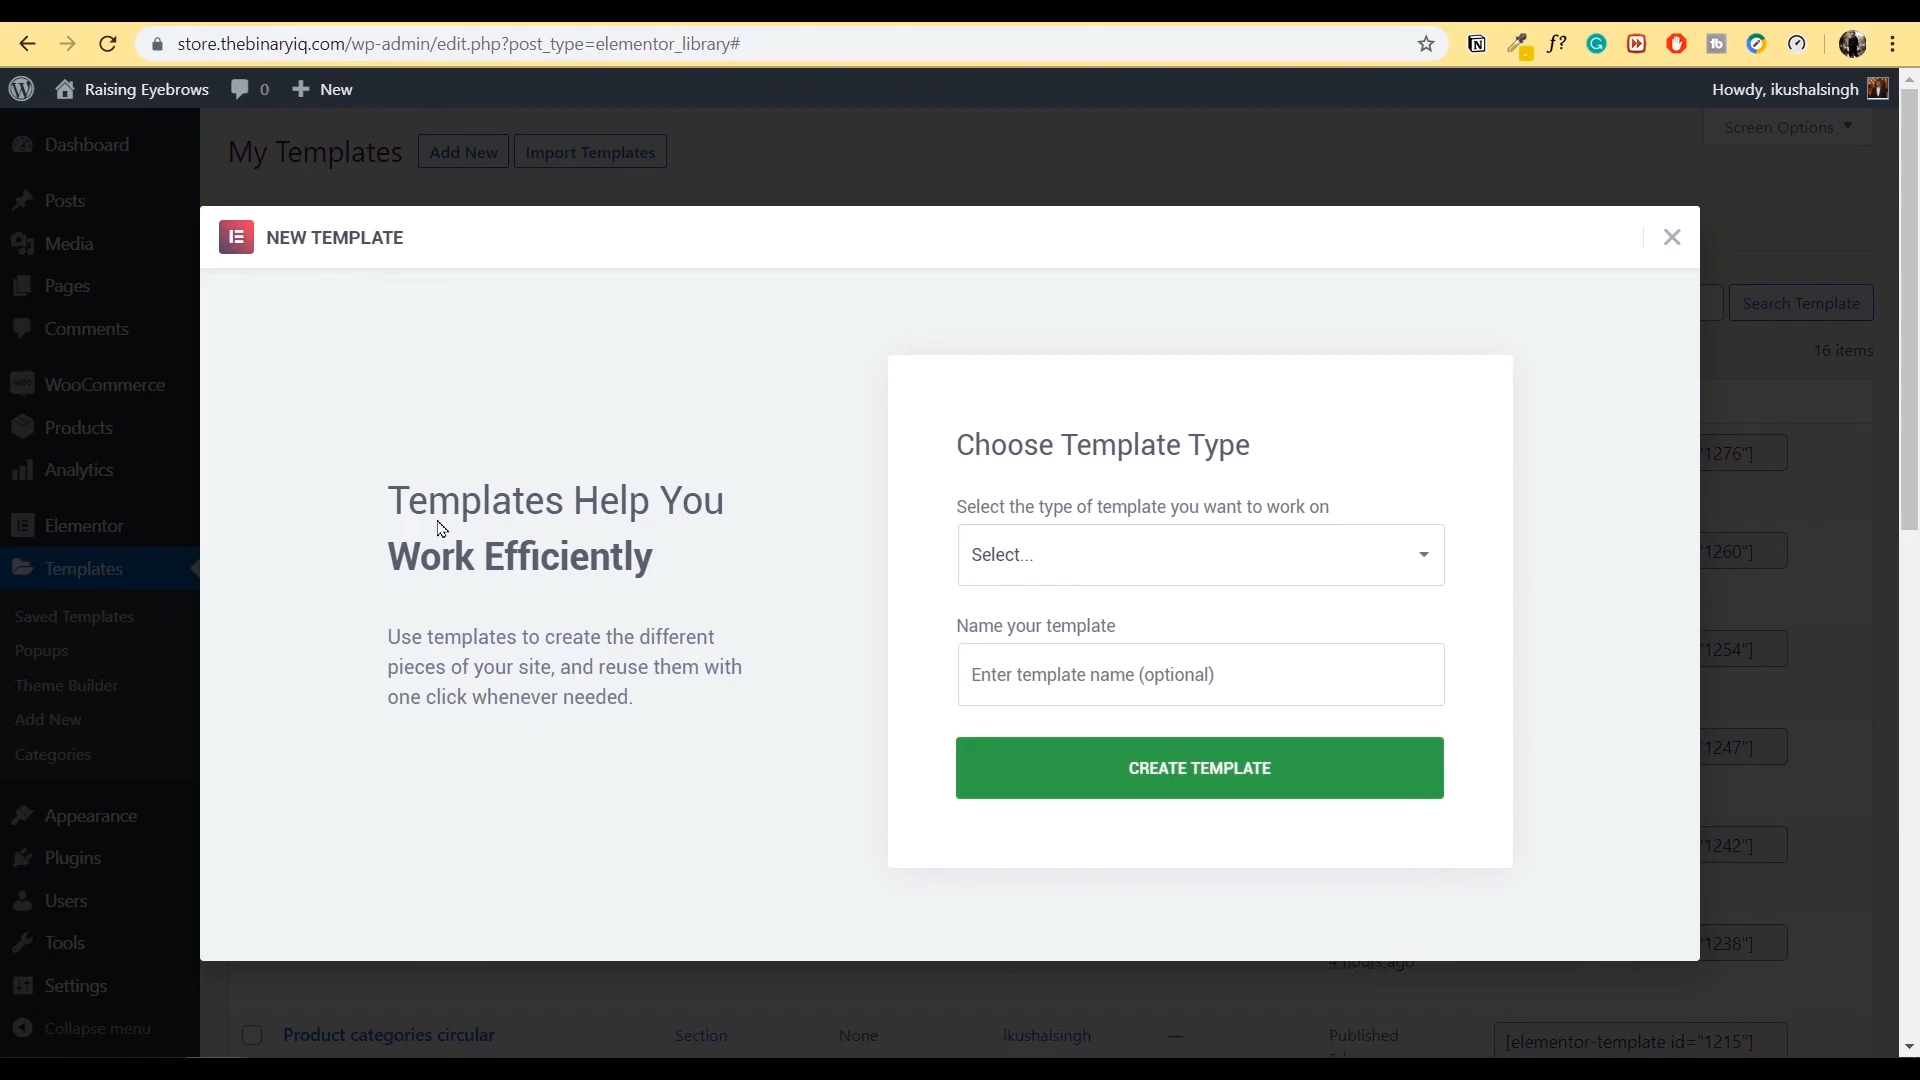 store.thebinaryiq.com/wp-admin/edit.php?post_type=elementor_library#
Raising Eyebrows
0
New
Howdy, ikushalsingh
Screen Options
My Templates
Add New
Import Templates
Search Template
16 items
Dashboard
Posts
Media
Pages
Comments
WooCommerce
Products
Analytics
Elementor
Templates
Saved Templates
Popups
Theme Builder
Add New
Categories
Appearance
Plugins
Users
Tools
Settings
Collapse menu
NEW TEMPLATE
Templates Help You
Work Efficiently
Use templates to create the different
pieces of your site, and reuse them with
one click whenever needed.
Choose Template Type
Select the type of template you want to work on
Select...
Name your template
Enter template name (optional)
CREATE TEMPLATE
1276"]
1260"]
1254"]
1247"]
1242"]
1238"]
Product categories circular
Section
None
ikushalsingh
—
Published
[elementor-template id="1215"]